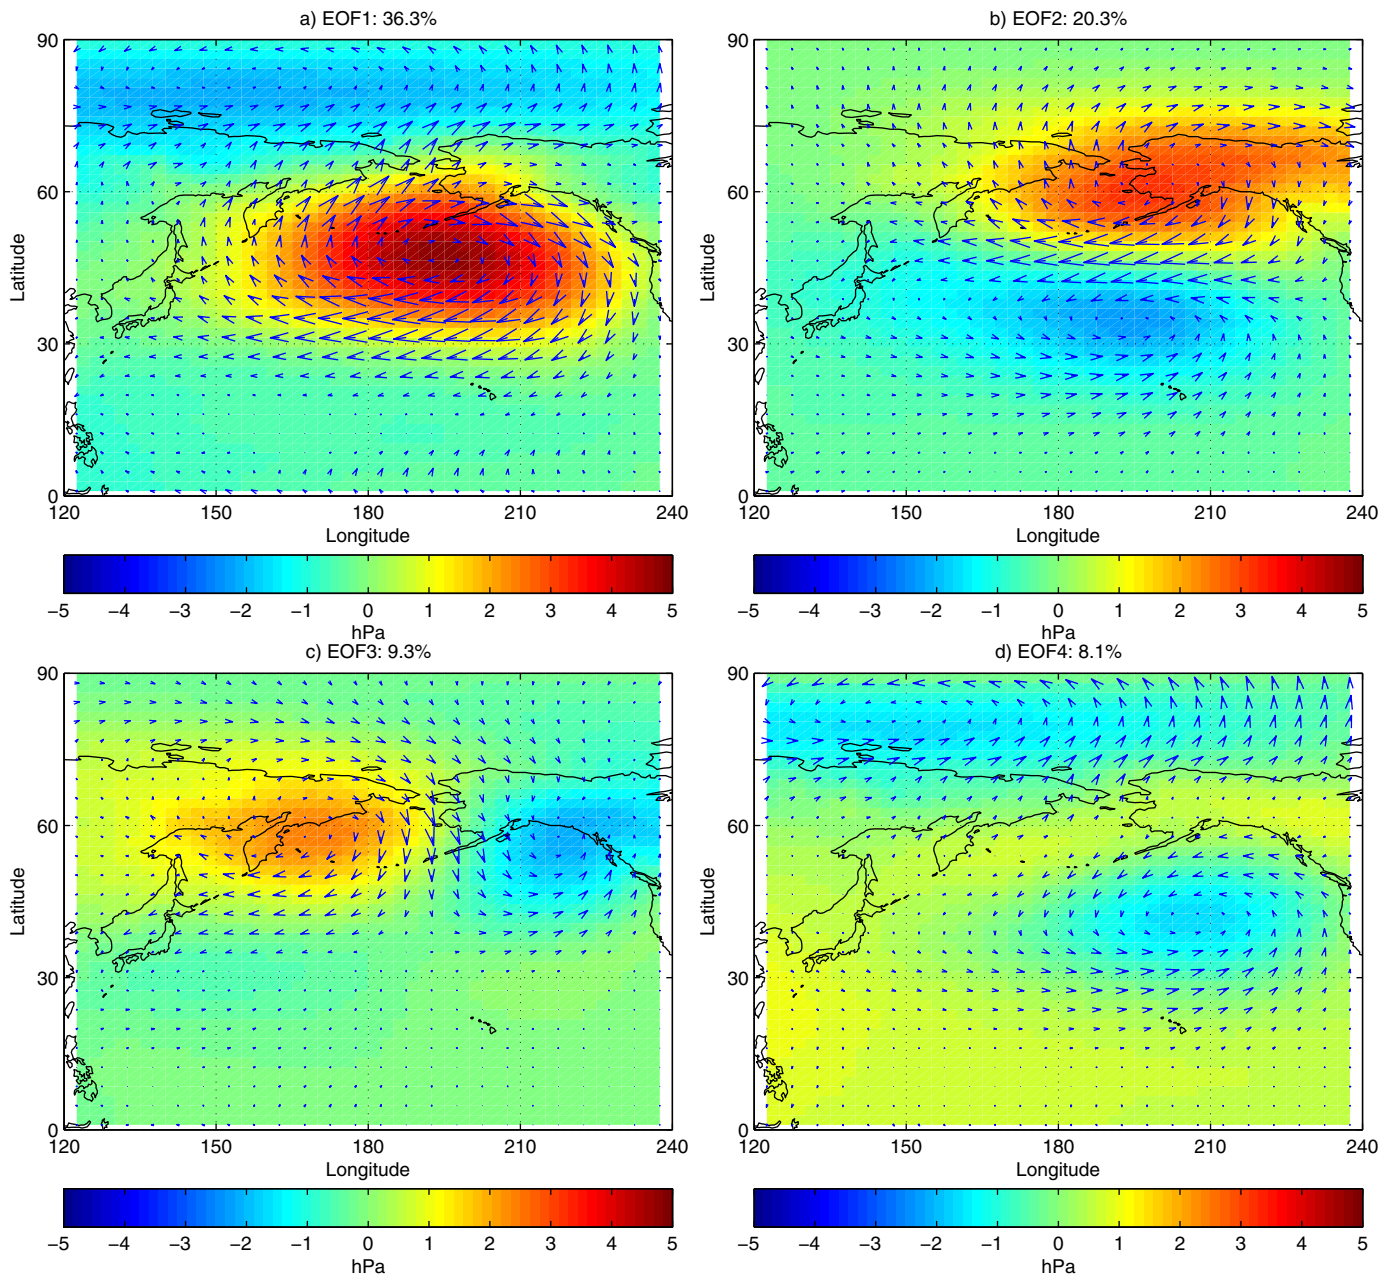 a) EOF1: 36.3%
b) EOF2: 20.3%
90
60
30
0
Latitude
120 150 180 210 240
Longitude
90
60
30
0
Latitude
120 150 180 210 240
Longitude
−5 −4 −3 −2 −1 0 1 2 3 4 5
hPa
−5 −4 −3 −2 −1 0 1 2 3 4 5
hPa
c) EOF3: 9.3%
d) EOF4: 8.1%
90
60
30
0
Latitude
120 150 180 210 240
Longitude
90
60
30
0
Latitude
120 150 180 210 240
Longitude
−5 −4 −3 −2 −1 0 1 2 3 4 5
hPa
−5 −4 −3 −2 −1 0 1 2 3 4 5
hPa